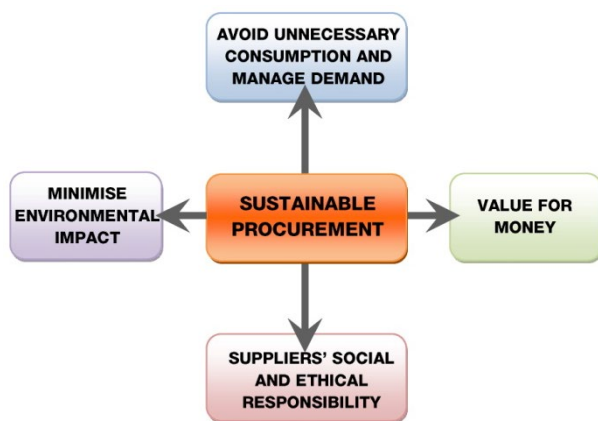 AVOID UNNECESSARY
CONSUMPTION AND
MANAGE DEMAND
MINIMISE
ENVIRONMENTAL
IMPACT
SUSTAINABLE
PROCUREMENT
VALUE FOR
MONEY
SUPPLIERS’ SOCIAL
AND ETHICAL
RESPONSIBILITY